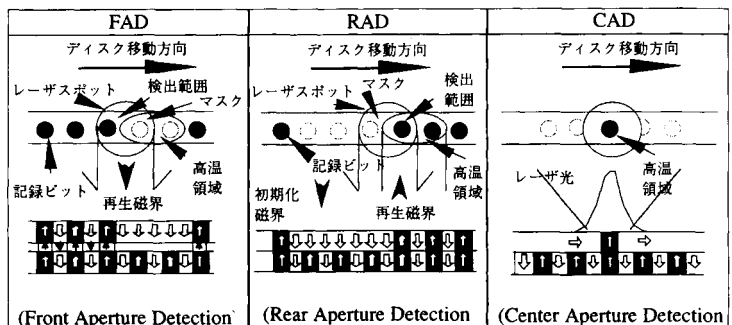 FAD
ディスク移動方向
レーザスポット
検出範囲
マスク
記録ビット
高温
領域
再生磁界
(Front Aperture Detection)
RAD
ディスク移動方向
レーザスポット
マスク
検出
範囲
記録ビット
高温
領域
初期化
磁界
再生磁界
(Rear Aperture Detection
CAD
ディスク移動方向
高温
領域
レーザ光
(Center Aperture Detection